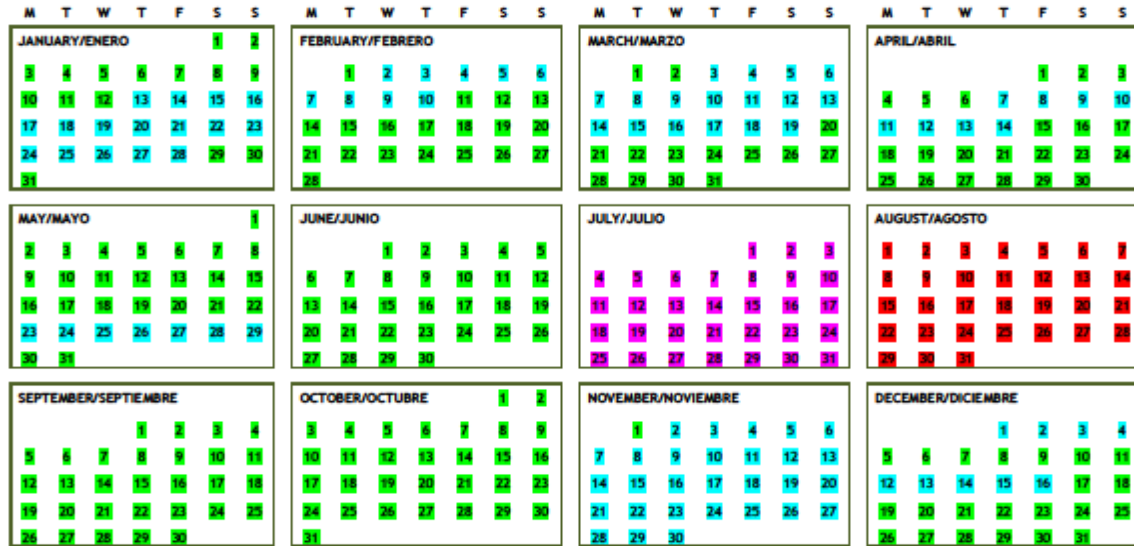 M T W T F S S
JANUARY/ENERO 1 2
3 4 5 6 7 8 9
10 11 12 13 14 15 16
17 18 19 20 21 22 23
24 25 26 27 28 29 30
31
M T W T F S S
FEBRUARY/FEBRERO
1 2 3 4 5 6
7 8 9 10 11 12 13
14 15 16 17 18 19 20
21 22 23 24 25 26 27
28
M T W T F S S
MARCH/MARZO
1 2 3 4 5 6
7 8 9 10 11 12 13
14 15 16 17 18 19 20
21 22 23 24 25 26 27
28 29 30 31
M T W T F S S
APRIL/ABRIL
1 2 3
4 5 6 7 8 9 10
11 12 13 14 15 16 17
18 19 20 21 22 23 24
25 26 27 28 29 30
MAY/MAYO 1
2 3 4 5 6 7 8
9 10 11 12 13 14 15
16 17 18 19 20 21 22
23 24 25 26 27 28 29
30 31
JUNE/JUNIO
1 2 3 4 5
6 7 8 9 10 11 12
13 14 15 16 17 18 19
20 21 22 23 24 25 26
27 28 29 30
JULY/JULIO
1 2 3
4 5 6 7 8 9 10
11 12 13 14 15 16 17
18 19 20 21 22 23 24
25 26 27 28 29 30 31
AUGUST/AGOSTO
1 2 3 4 5 6 7
8 9 10 11 12 13 14
15 16 17 18 19 20 21
22 23 24 25 26 27 28
29 30 31
SEPTEMBER/SEPTIEMBRE
1 2 3 4
5 6 7 8 9 10 11
12 13 14 15 16 17 18
19 20 21 22 23 24 25
26 27 28 29 30
OCTOBER/OCTUBRE 1 2
3 4 5 6 7 8 9
10 11 12 13 14 15 16
17 18 19 20 21 22 23
24 25 26 27 28 29 30
31
NOVEMBER/NOVIEMBRE
1 2 3 4 5 6
7 8 9 10 11 12 13
14 15 16 17 18 19 20
21 22 23 24 25 26 27
28 29 30
DECEMBER/DICIEMBRE
1 2 3 4
5 6 7 8 9 10 11
12 13 14 15 16 17 18
19 20 21 22 23 24 25
26 27 28 29 30 31